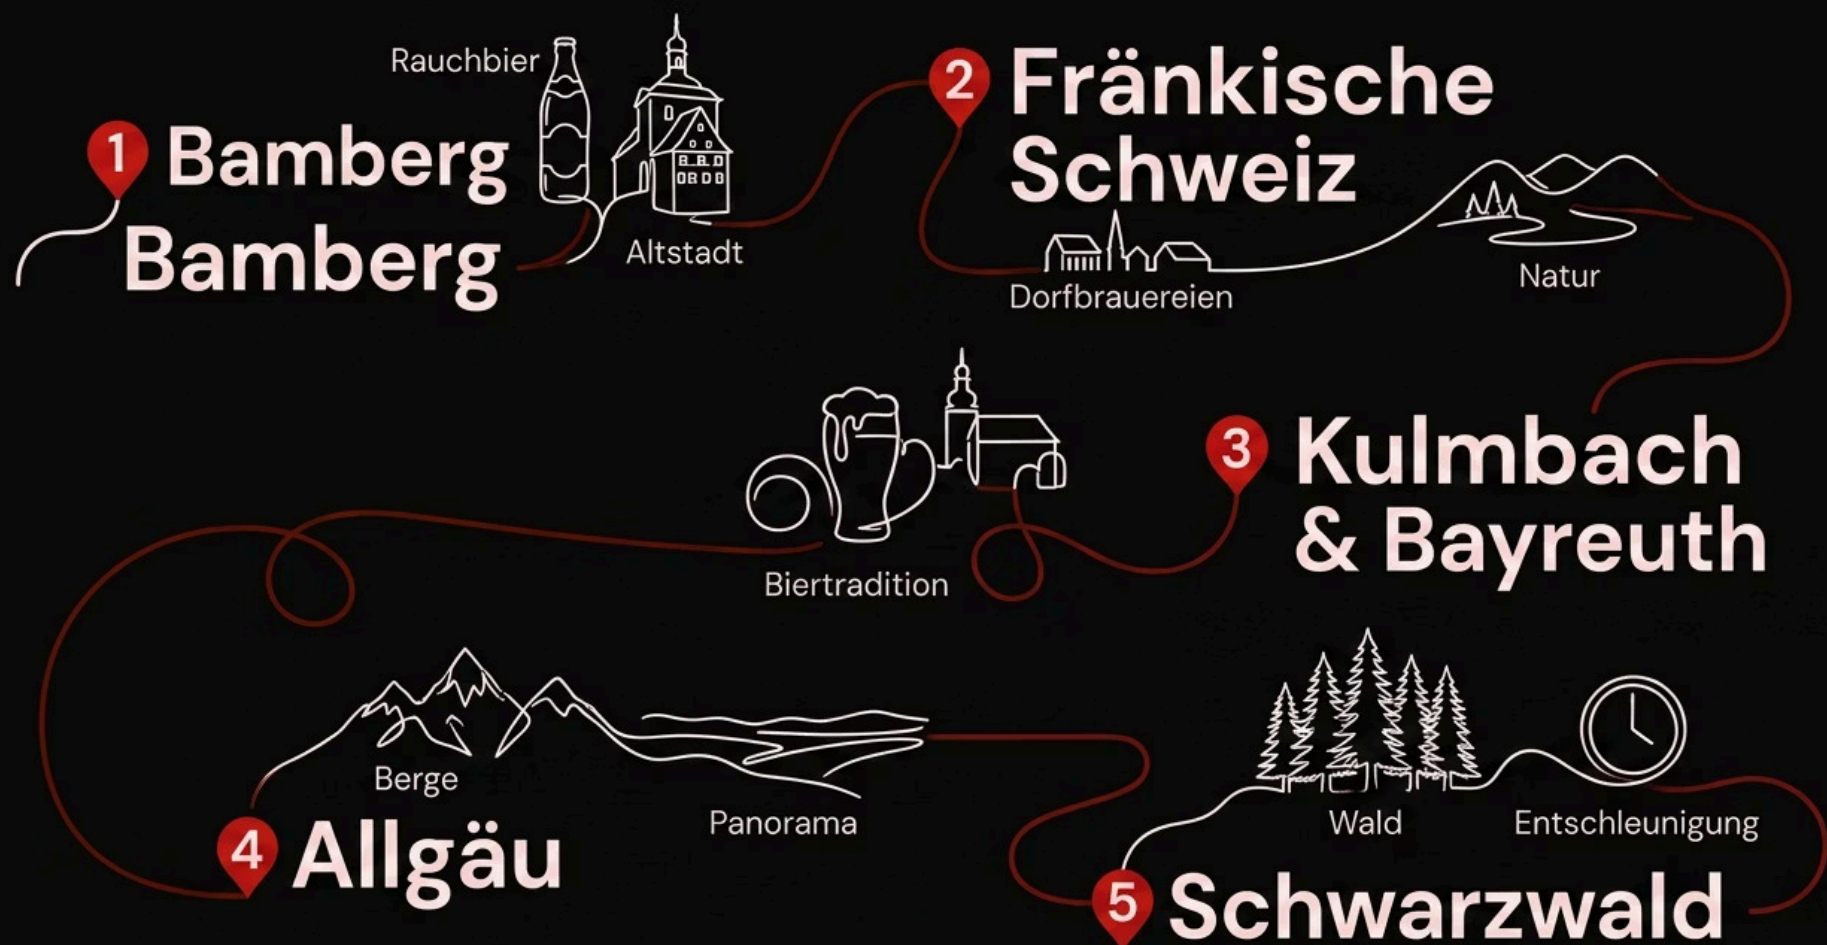 Rauchbier
1 Bamberg
Bamberg
Altstadt
2 Fränkische
Schweiz
Dorfbrauereien
Natur
3 Kulmbach
& Bayreuth
Biertradition
Berge
Panorama
4 Allgäu
Wald
Entschleunigung
5 Schwarzwald